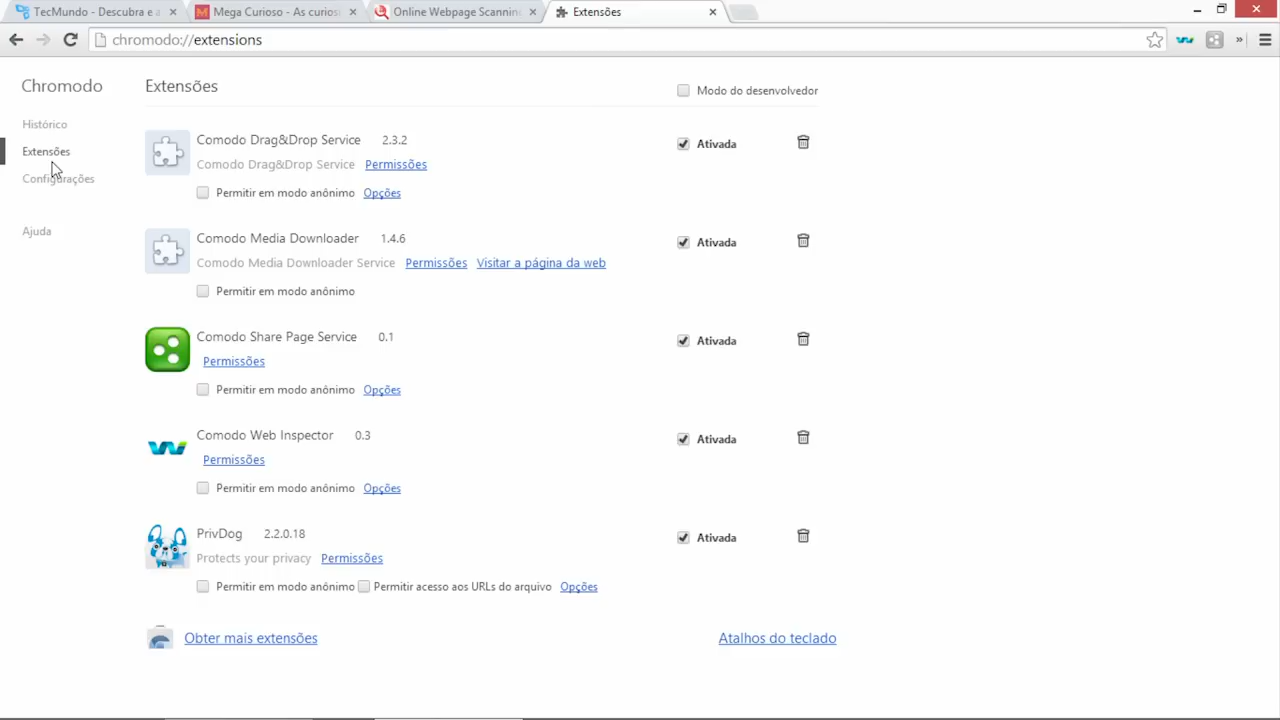 TecMundo - Descubra e a
Mega Curioso - As curios
Online Webpage Scannin
Extensões
chromodo://extensions
Chromodo
Extensões
Modo do desenvolvedor
Histórico
Extensões
Configurações
Ajuda
Comodo Drag&Drop Service 2.3.2
Ativada
Comodo Drag&Drop Service Permissões
Permitir em modo anônimo Opções
Comodo Media Downloader 1.4.6
Ativada
Comodo Media Downloader Service Permissões Visitar a página da web
Permitir em modo anônimo
Comodo Share Page Service 0.1
Ativada
Permissões
Permitir em modo anônimo Opções
Comodo Web Inspector 0.3
Ativada
Permissões
Permitir em modo anônimo Opções
PrivDog 2.2.0.18
Ativada
Protects your privacy Permissões
Permitir em modo anônimo Permitir acesso aos URLs do arquivo Opções
Obter mais extensões
Atalhos do teclado